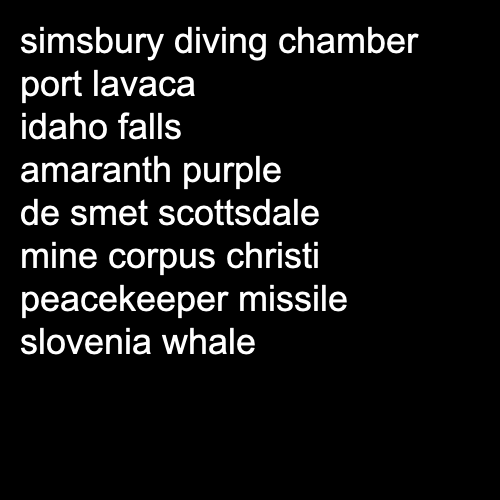 simsbury diving chamber
port lavaca
idaho falls
amaranth purple
de smet scottsdale
mine corpus christi
peacekeeper missile
slovenia whale